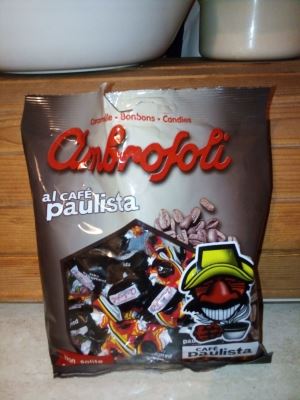 Caramelle • BonBons • Candies
Ambrosoli
al CAFFÈ
paulista
CAFFÈ
paulista